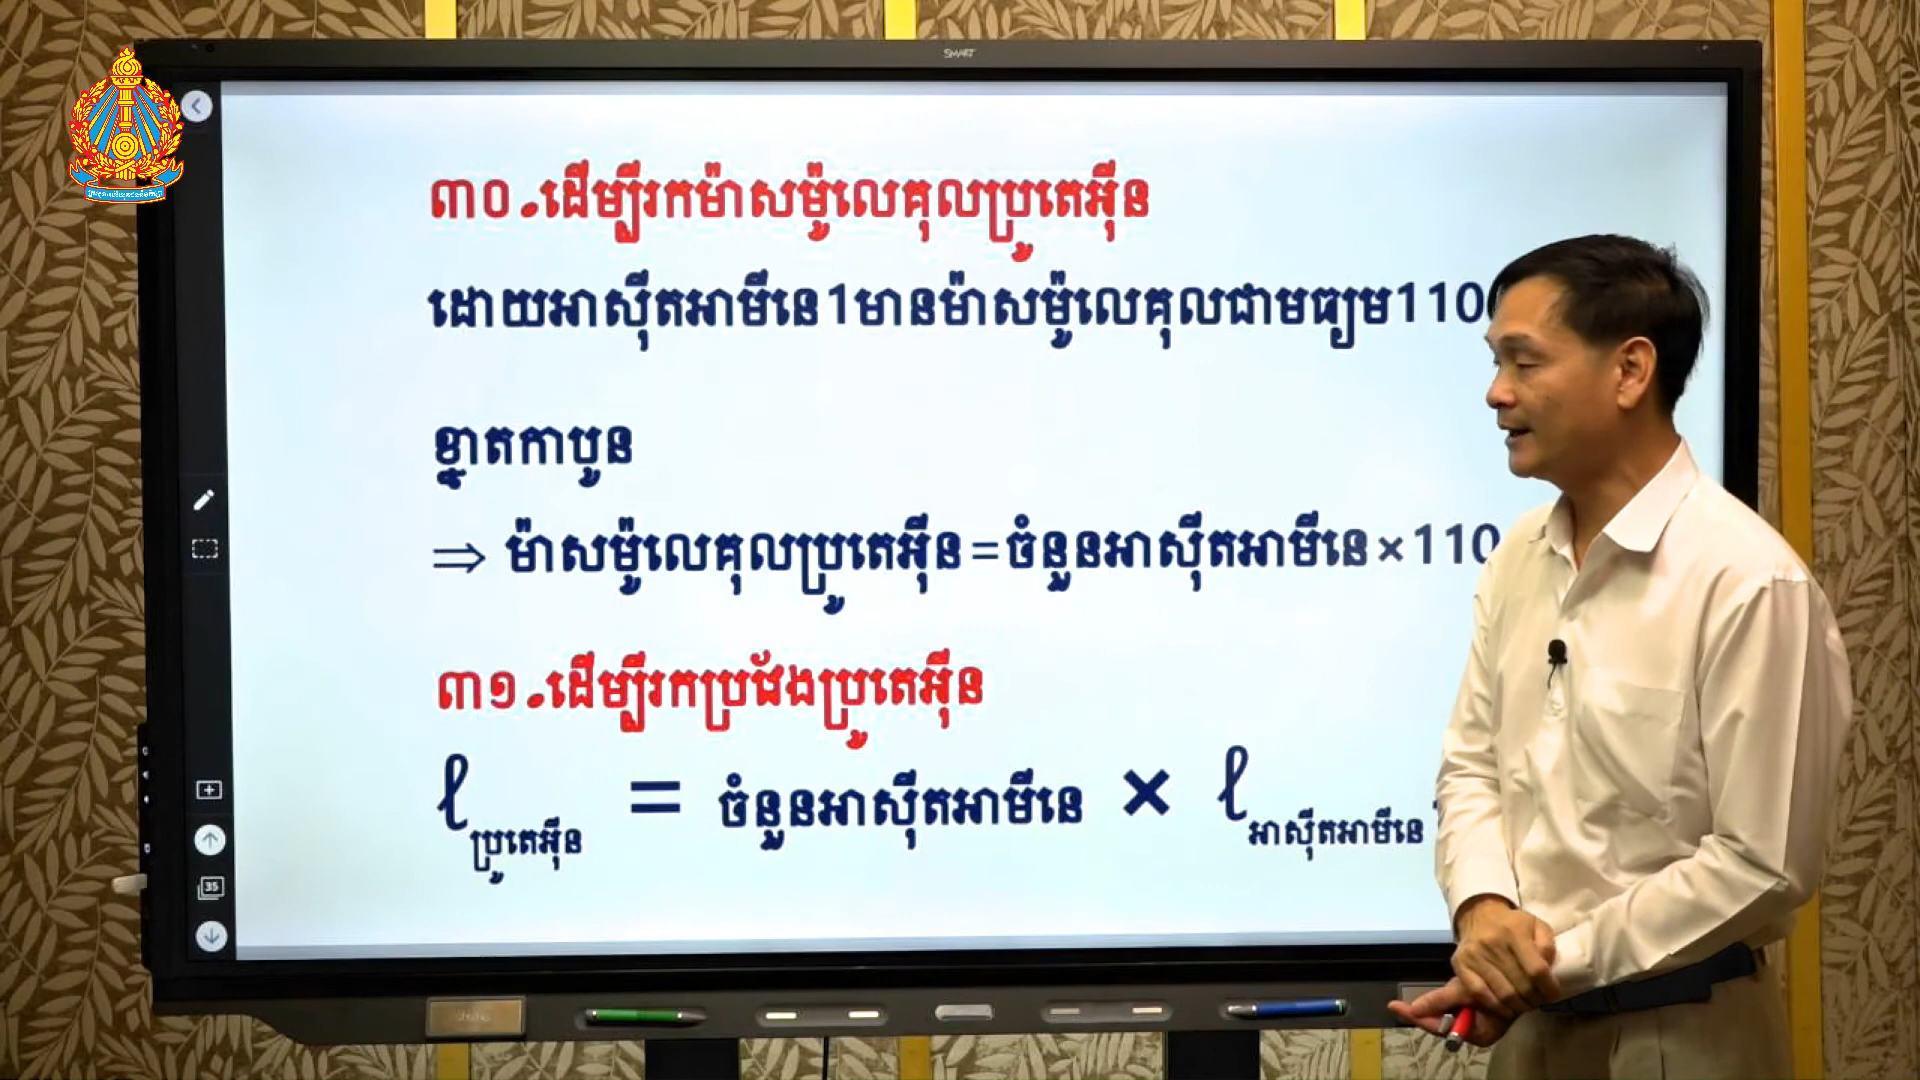 SMART
៣០.ដើម្បីរកម៉ាសម៉ូលេគុលប្រូតេអ៊ីន
ដោយអាស៊ីតអាមីនេ1មានម៉ាសម៉ូលេគុលជាមធ្យម110
ខ្នាតកាបូន
⇒ ម៉ាសម៉ូលេគុលប្រូតេអ៊ីន=ចំនួនអាស៊ីតអាមីនេ×110
៣១.ដើម្បីរកប្រវែងប្រូតេអ៊ីន
ℓប្រូតេអ៊ីន = ចំនួនអាស៊ីតអាមីនេ × ℓអាស៊ីតអាមីនេ
35